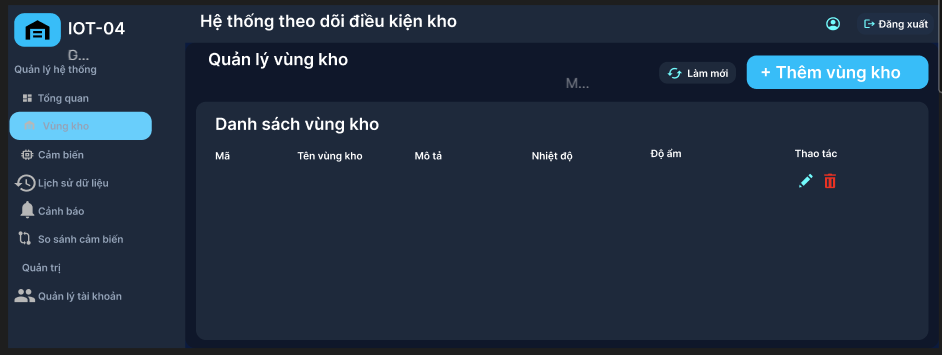 IOT-04
G...
Quản lý hệ thống
Tổng quan
Vùng kho
Cảm biến
Lịch sử dữ liệu
Cảnh báo
So sánh cảm biến
Quản trị
Quản lý tài khoản
Hệ thống theo dõi điều kiện kho
Đăng xuất
Quản lý vùng kho
M...
Làm mới
+ Thêm vùng kho
Danh sách vùng kho
Mã Tên vùng kho Mô tả Nhiệt độ Độ ẩm Thao tác